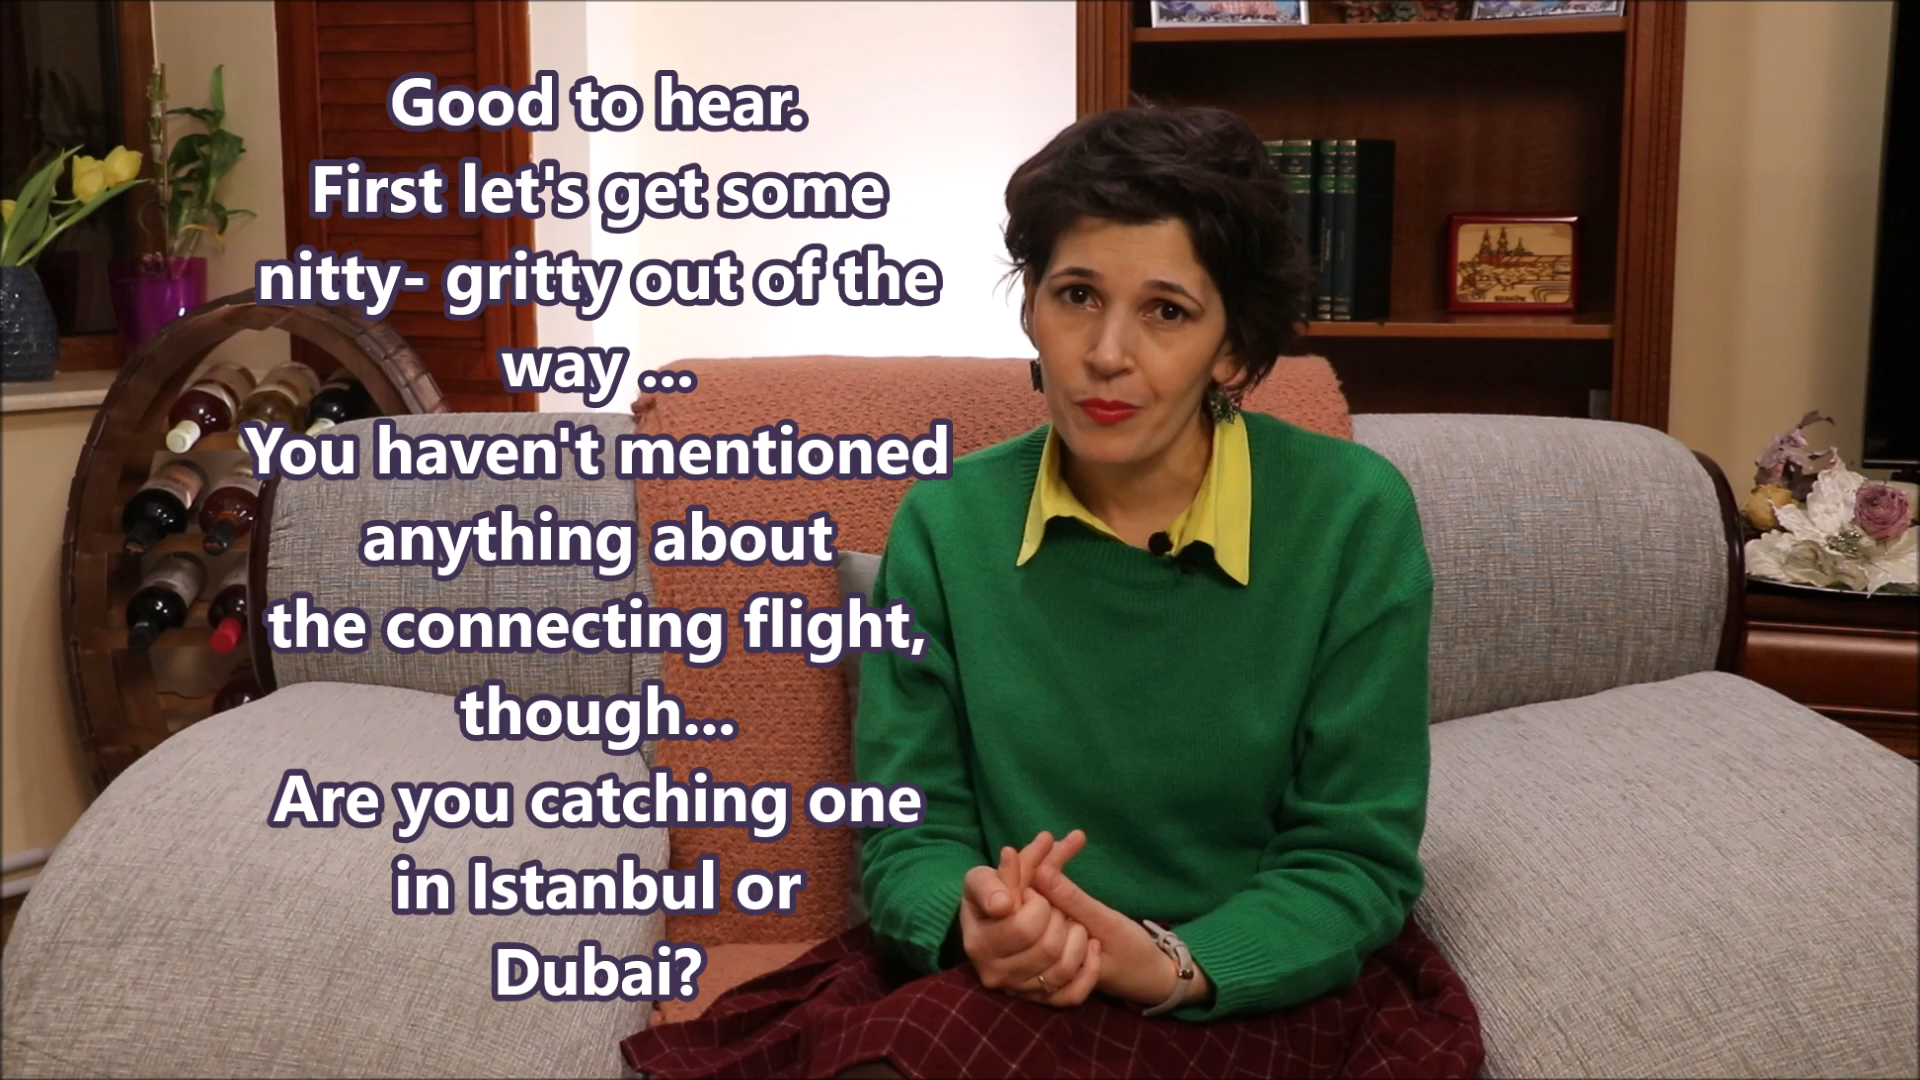 Good to hear.
First let's get some
nitty- gritty out of the
way ...
You haven't mentioned
anything about
the connecting flight,
though...
Are you catching one
in Istanbul or
Dubai?